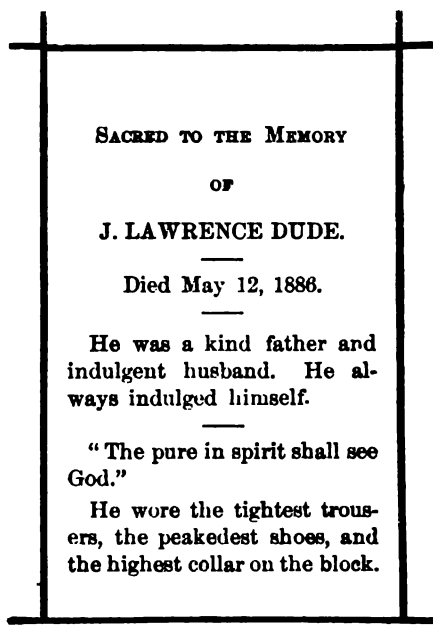 SACRED TO THE MEMORY
OF
J. LAWRENCE DUDE.
Died May 12, 1886.
He was a kind father and
indulgent husband. He al-
ways indulged himself.
“The pure in spirit shall see
God.”
He wore the tightest trous-
ers, the peakedest shoes, and
the highest collar on the block.